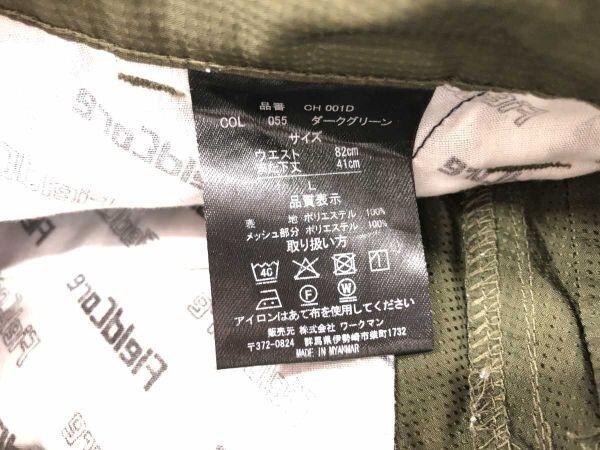 品番 CH 001D
COL 055 ダークグリーン
サイズ
ウエスト 82cm
また下丈 41cm
L
品質表示
表 地 ポリエステル 100%
メッシュ部分 ポリエステル 100%
取り扱い方
40
F W
アイロンはあて布を使用してください
販売元 株式会社 ワークマン
〒372-0824 群馬県伊勢崎市柴町1732
MADE IN MYANMAR
FieldCore
FieldCore
FieldCore